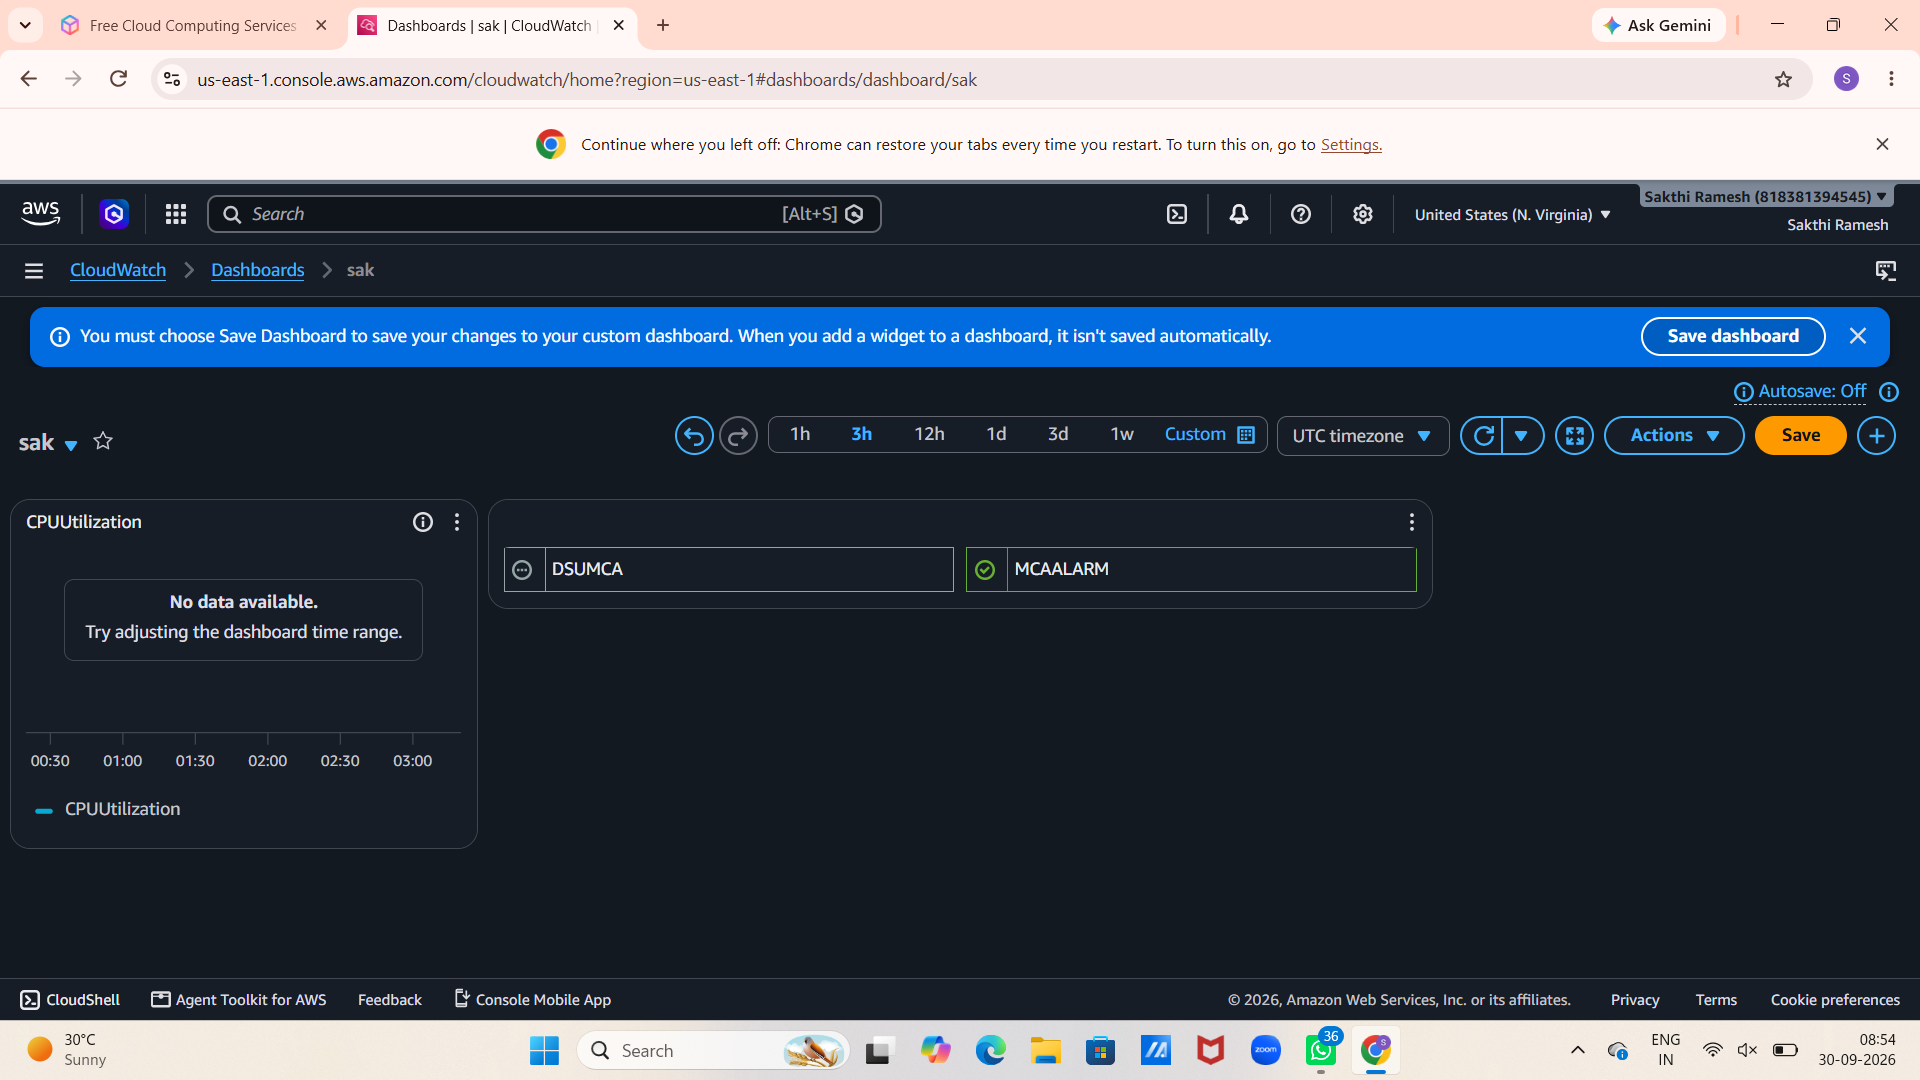 Free Cloud Computing Services
Dashboards | sak | CloudWatch
Ask Gemini
us-east-1.console.aws.amazon.com/cloudwatch/home?region=us-east-1#dashboards/dashboard/sak
S
Continue where you left off: Chrome can restore your tabs every time you restart. To turn this on, go to Settings.
aws
Search
[Alt+S]
United States (N. Virginia)
Sakthi Ramesh (818381394545)
Sakthi Ramesh
CloudWatch
Dashboards
sak
You must choose Save Dashboard to save your changes to your custom dashboard. When you add a widget to a dashboard, it isn't saved automatically.
Save dashboard
Autosave: Off
sak
1h 3h 12h 1d 3d 1w Custom
UTC timezone
Actions
Save
CPUUtilization
No data available.
Try adjusting the dashboard time range.
00:30 01:00 01:30 02:00 02:30 03:00
CPUUtilization
DSUMCA
MCAALARM
CloudShell
Agent Toolkit for AWS
Feedback
Console Mobile App
© 2026, Amazon Web Services, Inc. or its affiliates.
Privacy
Terms
Cookie preferences
30°C
Sunny
Search
zoom
36
S
ENG
IN
08:54
30-09-2026